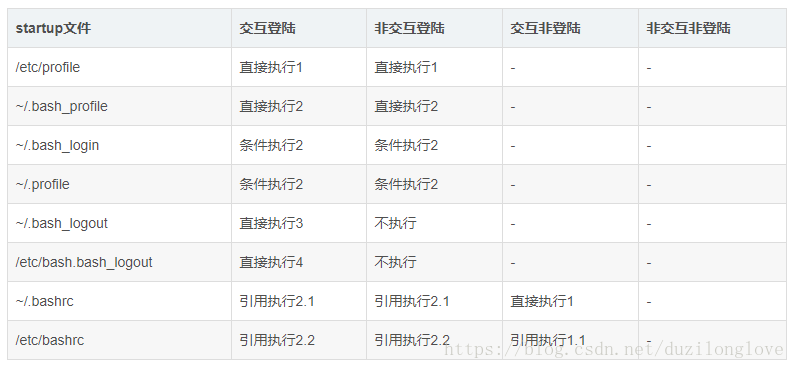 startup文件 交互登陆 非交互登陆 交互非登陆 非交互非登陆
/etc/profile 直接执行1 直接执行1 - -
~/.bash_profile 直接执行2 直接执行2 - -
~/.bash_login 条件执行2 条件执行2 - -
~/.profile 条件执行2 条件执行2 - -
~/.bash_logout 直接执行3 不执行 - -
/etc/bash.bash_logout 直接执行4 不执行 - -
~/.bashrc 引用执行2.1 引用执行2.1 直接执行1 -
/etc/bashrc 引用执行2.2 引用执行2.2 引用执行1.1 -
https://blog.csdn.net/duzilonglove